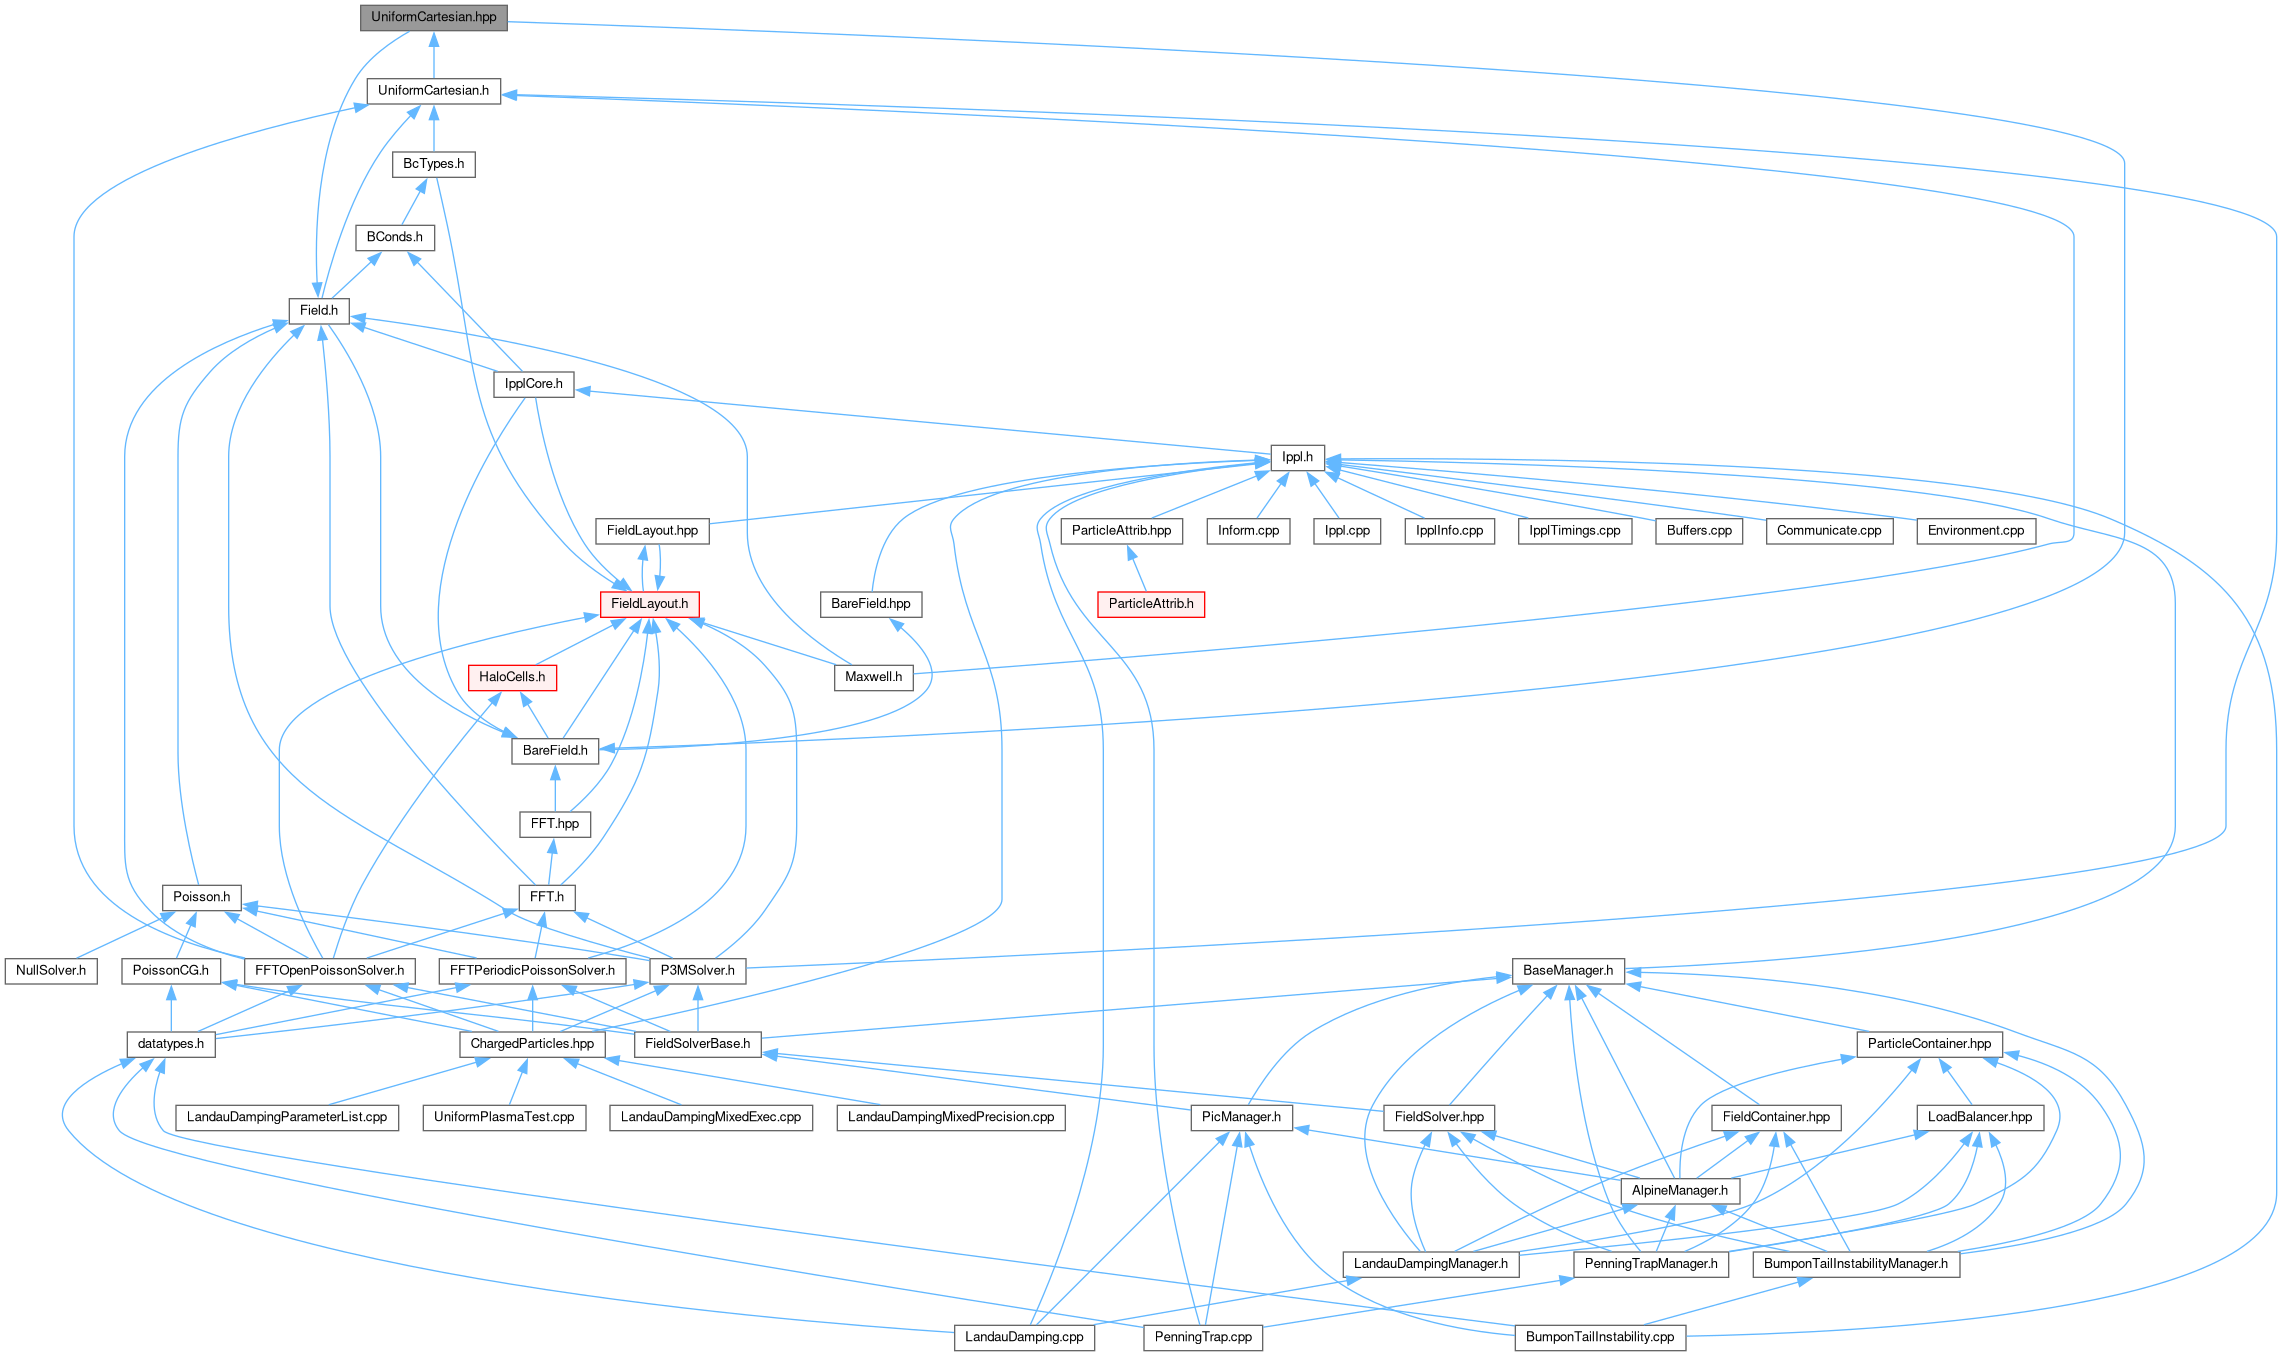 UniformCartesian.hpp
UniformCartesian.h
BcTypes.h
BConds.h
Field.h
IpplCore.h
Ippl.h
FieldLayout.hpp
ParticleAttrib.hpp
Inform.cpp
Ippl.cpp
IpplInfo.cpp
IpplTimings.cpp
Buffers.cpp
Communicate.cpp
Environment.cpp
FieldLayout.h
BareField.hpp
ParticleAttrib.h
HaloCells.h
Maxwell.h
BareField.h
FFT.hpp
Poisson.h
FFT.h
NullSolver.h
PoissonCG.h
FFTOpenPoissonSolver.h
FFTPeriodicPoissonSolver.h
P3MSolver.h
BaseManager.h
datatypes.h
ChargedParticles.hpp
FieldSolverBase.h
ParticleContainer.hpp
LandauDampingParameterList.cpp
UniformPlasmaTest.cpp
LandauDampingMixedExec.cpp
LandauDampingMixedPrecision.cpp
PicManager.h
FieldSolver.hpp
FieldContainer.hpp
LoadBalancer.hpp
AlpineManager.h
LandauDampingManager.h
PenningTrapManager.h
BumponTailInstabilityManager.h
LandauDamping.cpp
PenningTrap.cpp
BumponTailInstability.cpp